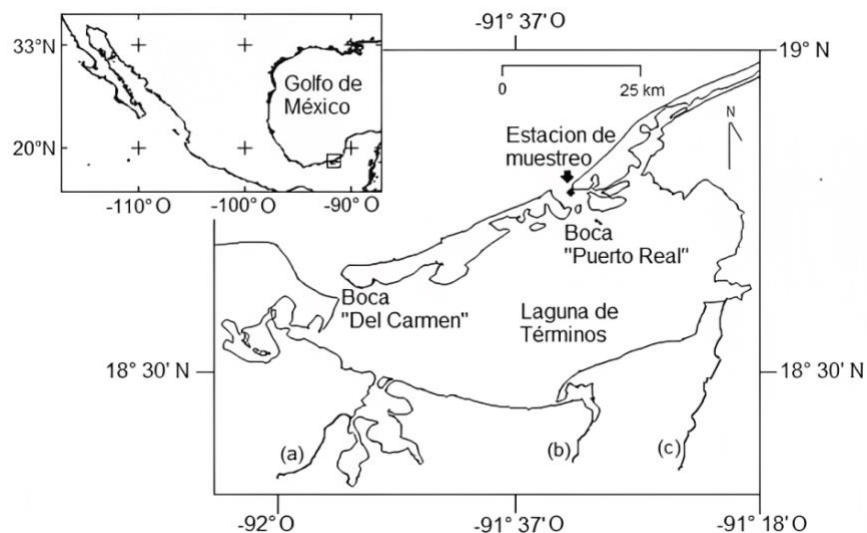 -91° 37' O
33°N
Golfo de
México
20°N
-110° O
-100° O
-90° O
19° N
0
25 km
N
Estacion de
muestreo
Boca
"Puerto Real"
Boca
"Del Carmen"
Laguna de
Términos
18° 30' N
18° 30' N
(a)
(b)
(c)
-92° O
-91° 37' O
-91° 18' O